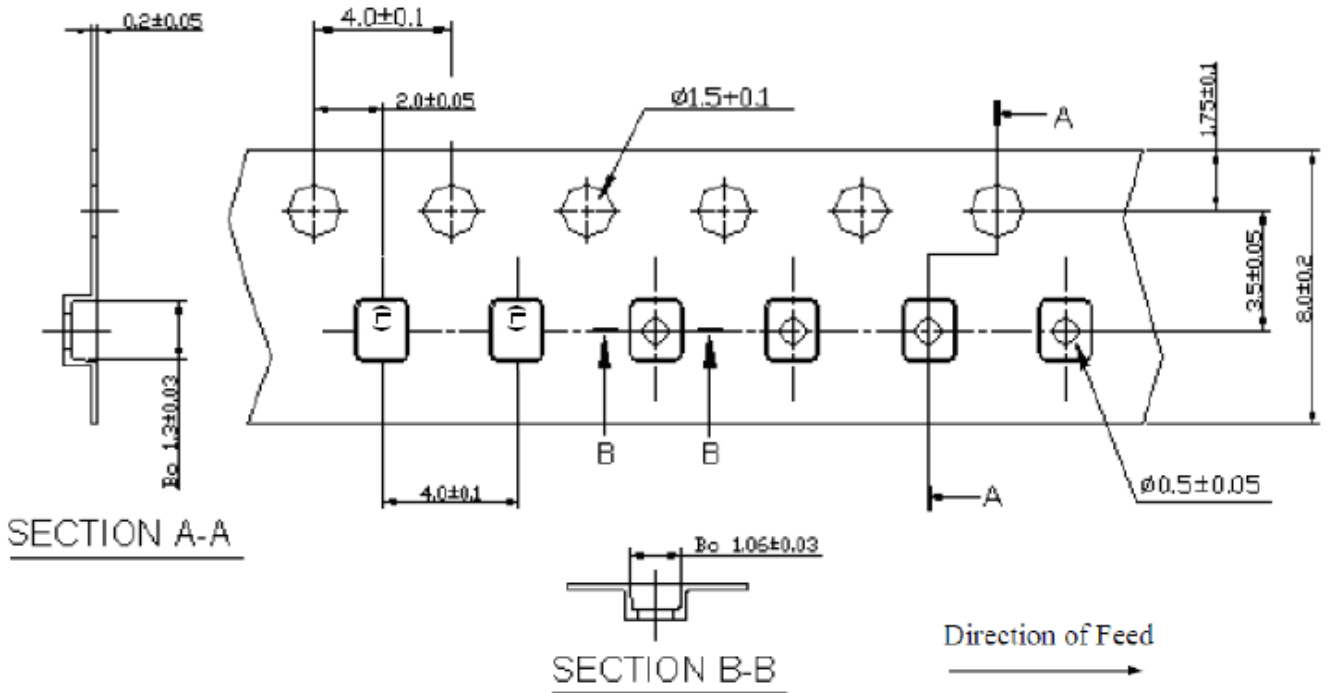 0.2±0.05
4.0±0.1
2.0±0.05
Ø1.5+0.1
A
1.75±0.1
3.5±0.05
8.0±0.2
(L)
(L)
Bo 1.3±0.03
B
B
4.0±0.1
A
Ø0.5±0.05
SECTION A-A
Bo 1.06±0.03
SECTION B-B
Direction of Feed